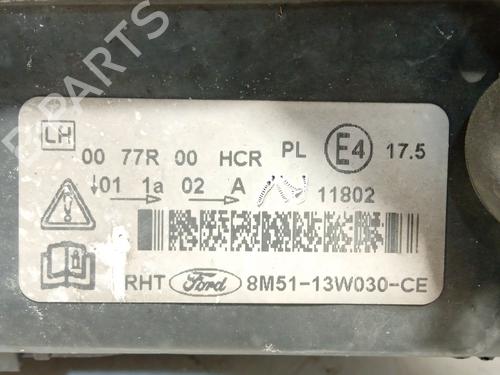 B-PARTS
LH
00 77R 00 HCR PL E4 17.5
↓01 1a 02 A 11802
RHT Ford 8M51-13W030-CE